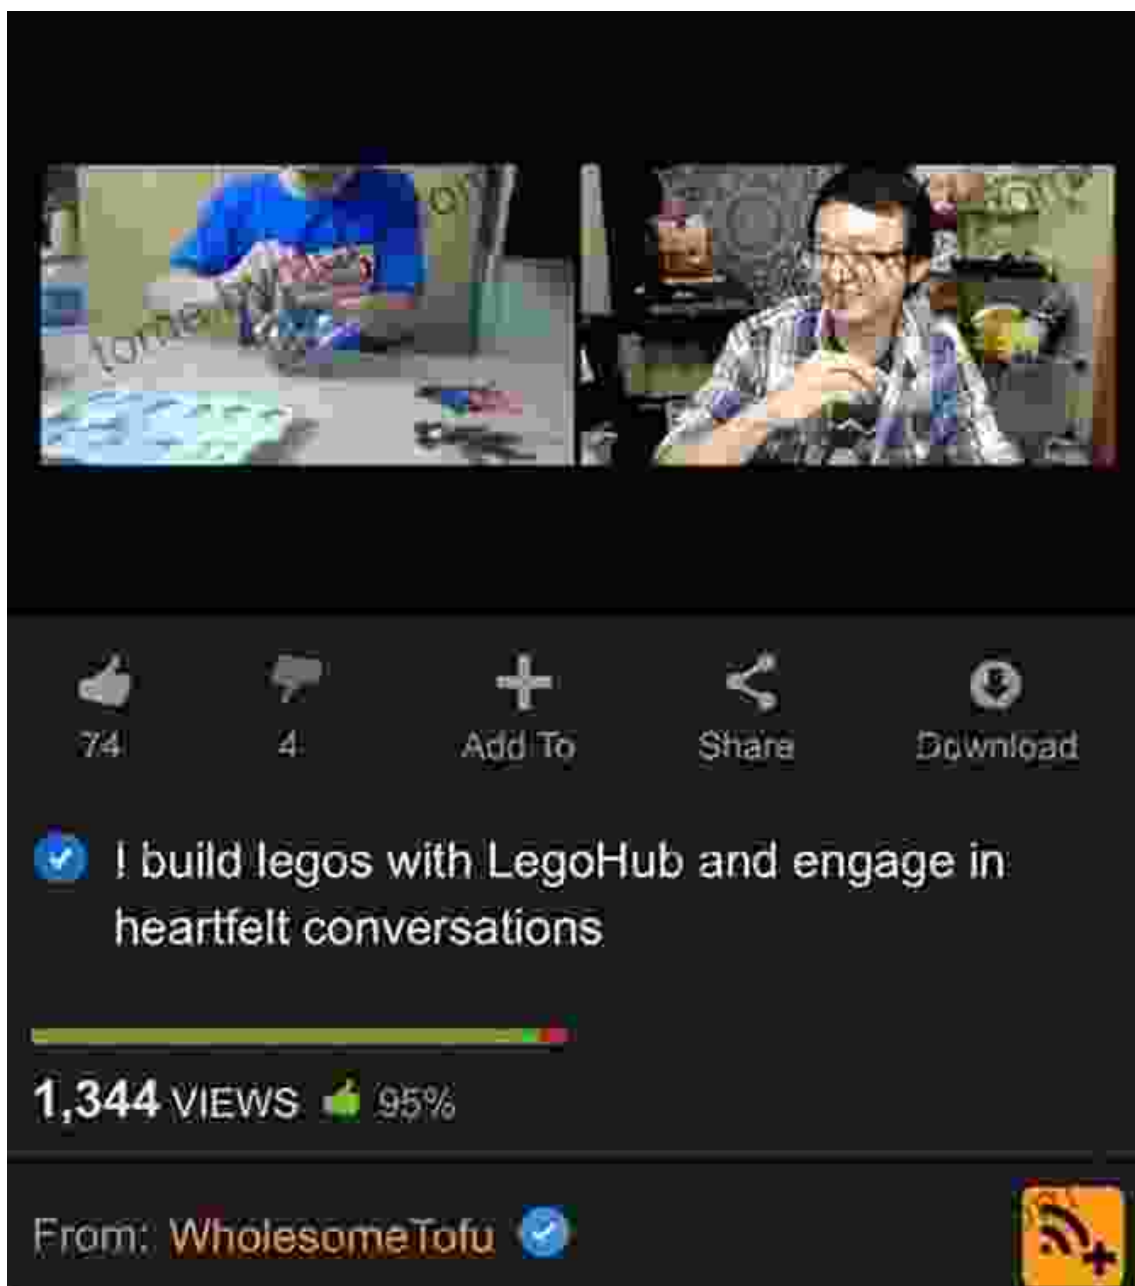 74
4
Add To
Share
Download
I build legos with LegoHub and engage in
heartfelt conversations
1,344 VIEWS 95%
From: WholesomeTofu